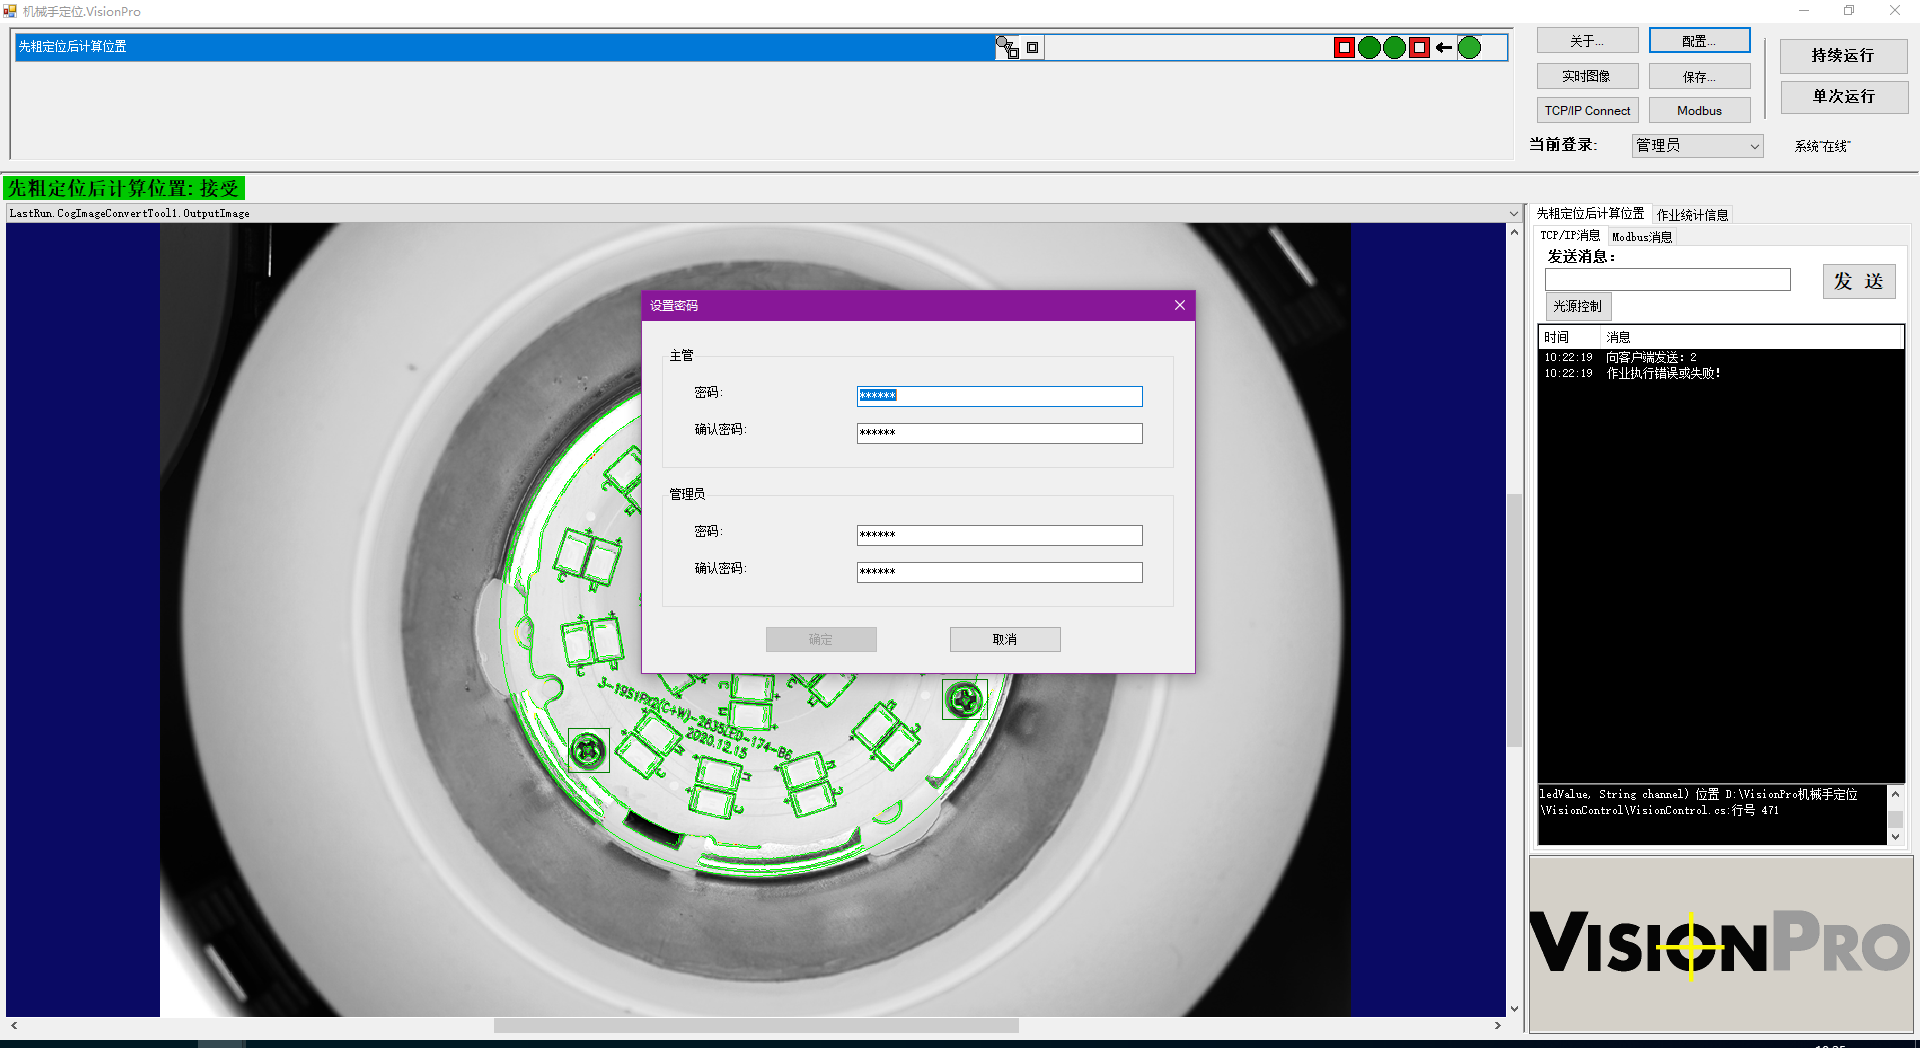 机械手定位.VisionPro
先粗定位后计算位置
关于...
配置...
实时图像
保存...
TCP/IP Connect
Modbus
持续运行
单次运行
当前登录:
管理员
系统"在线"
先粗定位后计算位置: 接受
LastRun.CogImageConvertTool1.OutputImage
先粗定位后计算位置
作业统计信息
TCP/IP消息
Modbus消息
发送消息：
发 送
光源控制
时间 消息
10:22:19 向客户端发送: 2
10:22:19 作业执行错误或失败!
ledValue, String channel) 位置 D:\VisionPro机械手定位
\VisionControl\VisionControl.cs:行号 471
VISIONPRO
设置密码
主管
密码:
******
确认密码:
******
管理员
密码:
******
确认密码:
******
确定
取消
2020.12.15